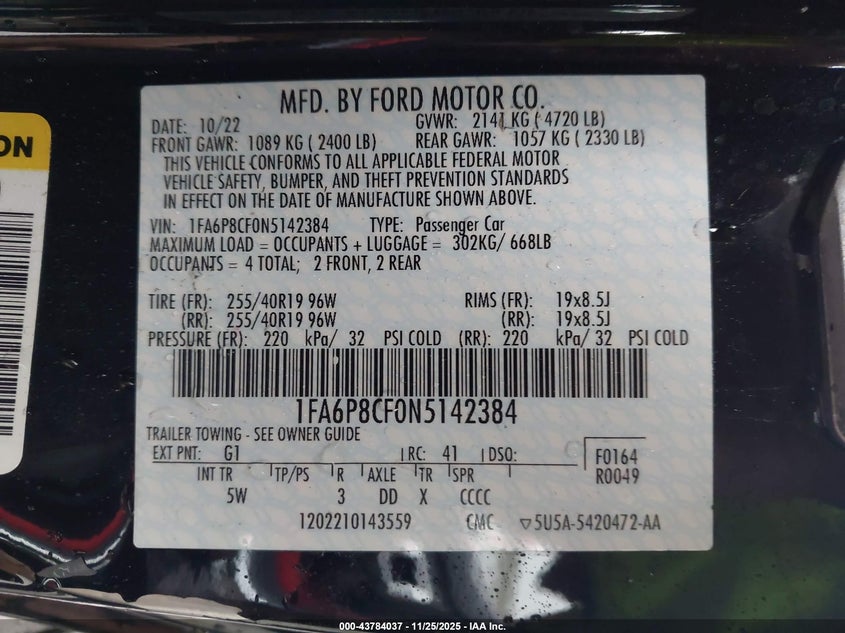 ON
MFD. BY FORD MOTOR CO.
DATE: 10/22 GVWR: 2141 KG ( 4720 LB)
FRONT GAWR: 1089 KG ( 2400 LB) REAR GAWR: 1057 KG ( 2330 LB)
THIS VEHICLE CONFORMS TO ALL APPLICABLE FEDERAL MOTOR
VEHICLE SAFETY, BUMPER, AND THEFT PREVENTION STANDARDS
IN EFFECT ON THE DATE OF MANUFACTURE SHOWN ABOVE.
VIN: 1FA6P8CF0N5142384 TYPE: Passenger Car
MAXIMUM LOAD = OCCUPANTS + LUGGAGE = 302KG/ 668LB
OCCUPANTS = 4 TOTAL; 2 FRONT, 2 REAR
TIRE (FR): 255/40R19 96W RIMS (FR): 19x8.5J
(RR): 255/40R19 96W (RR): 19x8.5J
PRESSURE (FR): 220 kPa/ 32 PSI COLD (RR): 220 kPa/ 32 PSI COLD
1FA6P8CF0N5142384
TRAILER TOWING - SEE OWNER GUIDE
EXT PNT: G1 RC: 41 DSO: F0164
R0049
INT TR TP/PS R AXLE TR SPR
5W 3 DD X CCCC
1202210143559 CMC ▽5U5A-5420472-AA
000-43784037 - 11/25/2025 - IAA Inc.